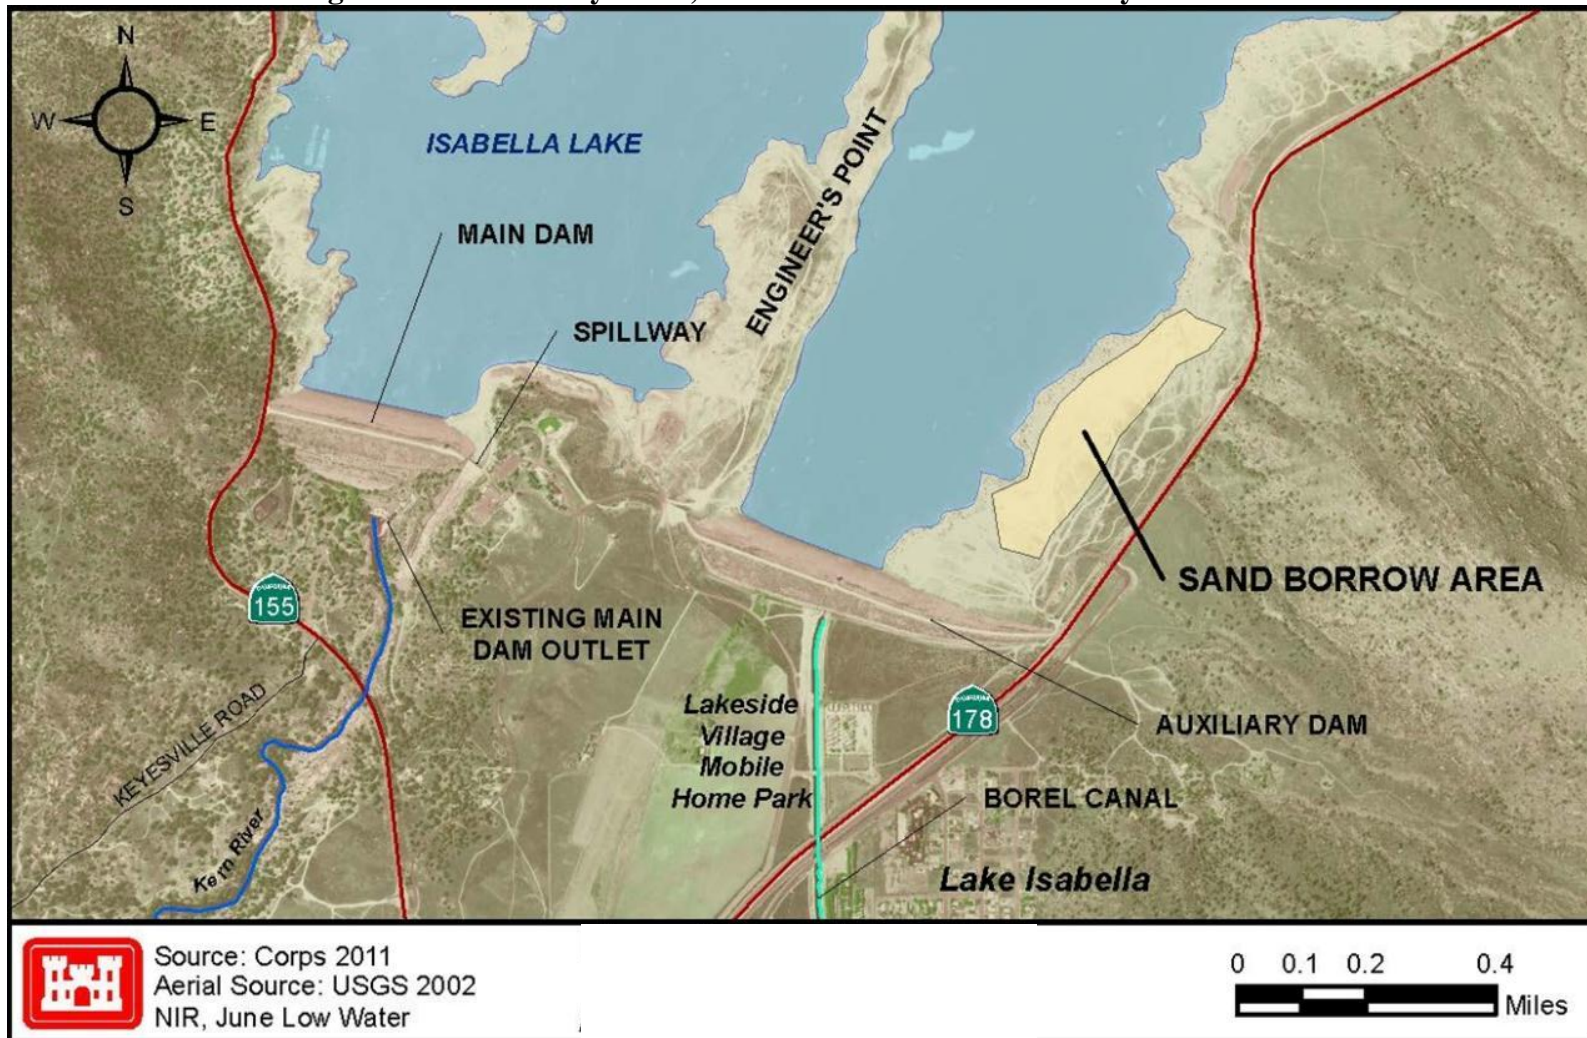 N
W E
S
ISABELLA LAKE
MAIN DAM
SPILLWAY
ENGINEER'S POINT
SAND BORROW AREA
155
EXISTING MAIN
DAM OUTLET
KEYESVILLE ROAD
Kern River
Lakeside
Village
Mobile
Home Park
178
AUXILIARY DAM
BOREL CANAL
Lake Isabella
Source: Corps 2011
Aerial Source: USGS 2002
NIR, June Low Water
0 0.1 0.2 0.4
Miles